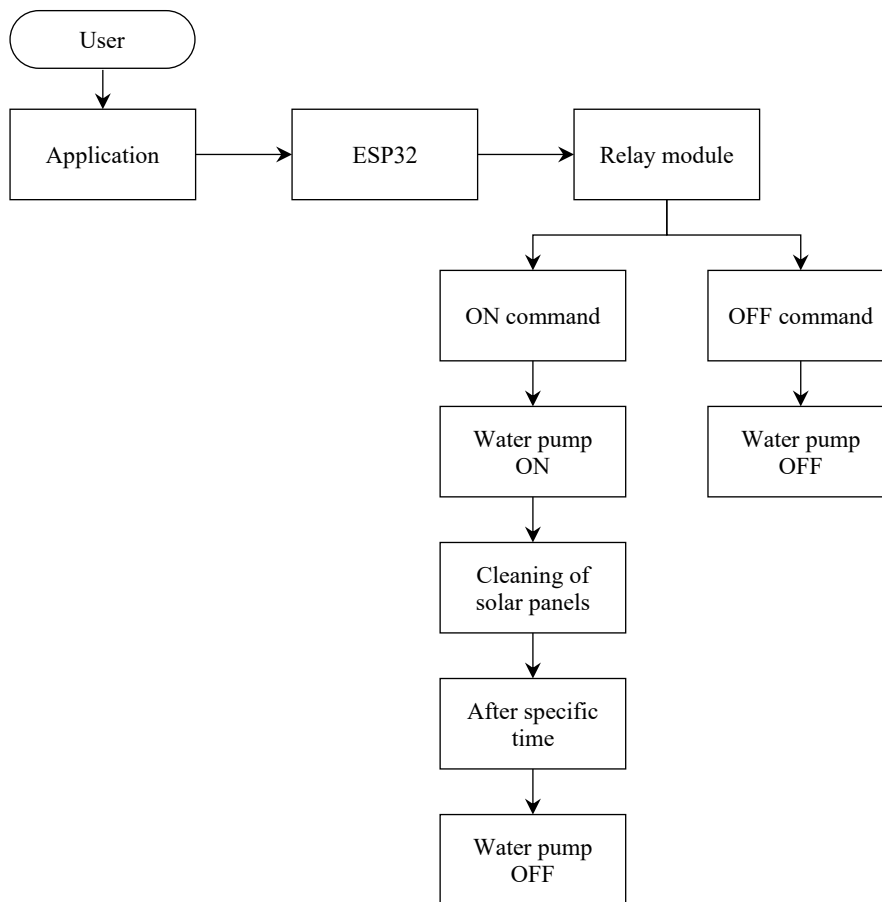 User
Application
ESP32
Relay module
ON command
OFF command
Water pump
ON
Water pump
OFF
Cleaning of
solar panels
After specific
time
Water pump
OFF